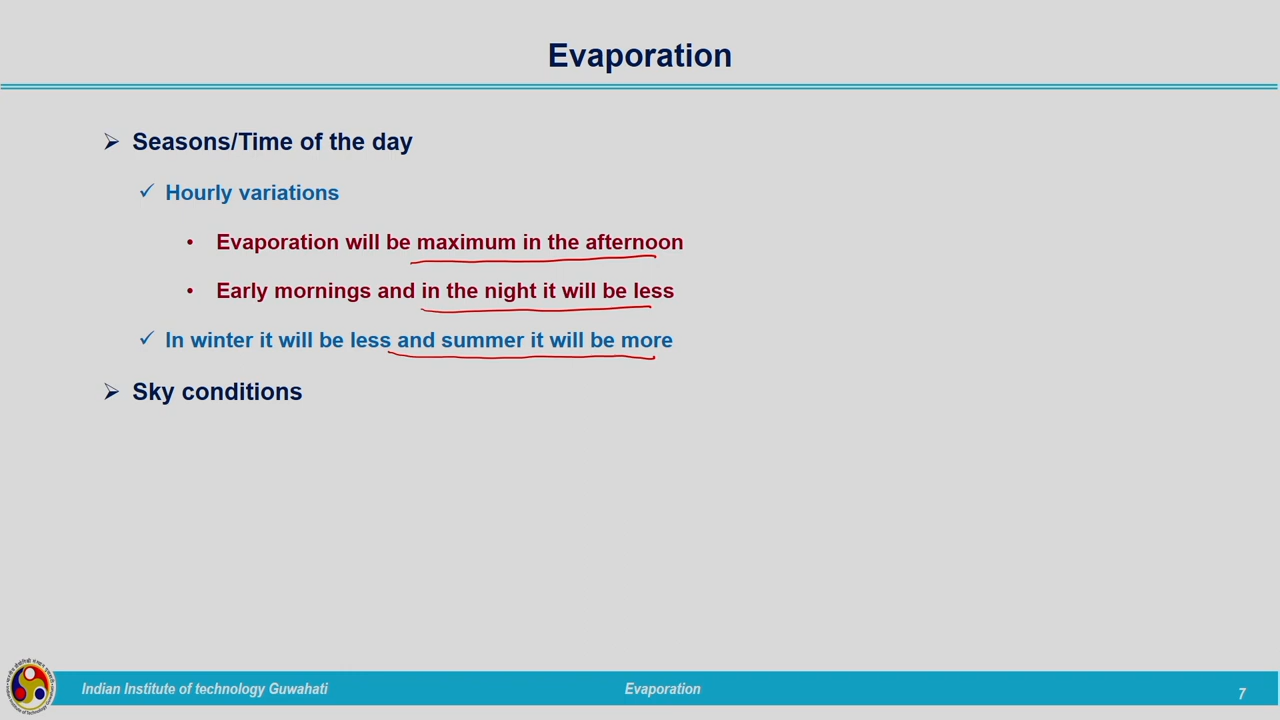 Evaporation
➢ Seasons/Time of the day
✓ Hourly variations
• Evaporation will be maximum in the afternoon
• Early mornings and in the night it will be less
✓ In winter it will be less and summer it will be more
➢ Sky conditions
Indian Institute of technology Guwahati
Evaporation
7